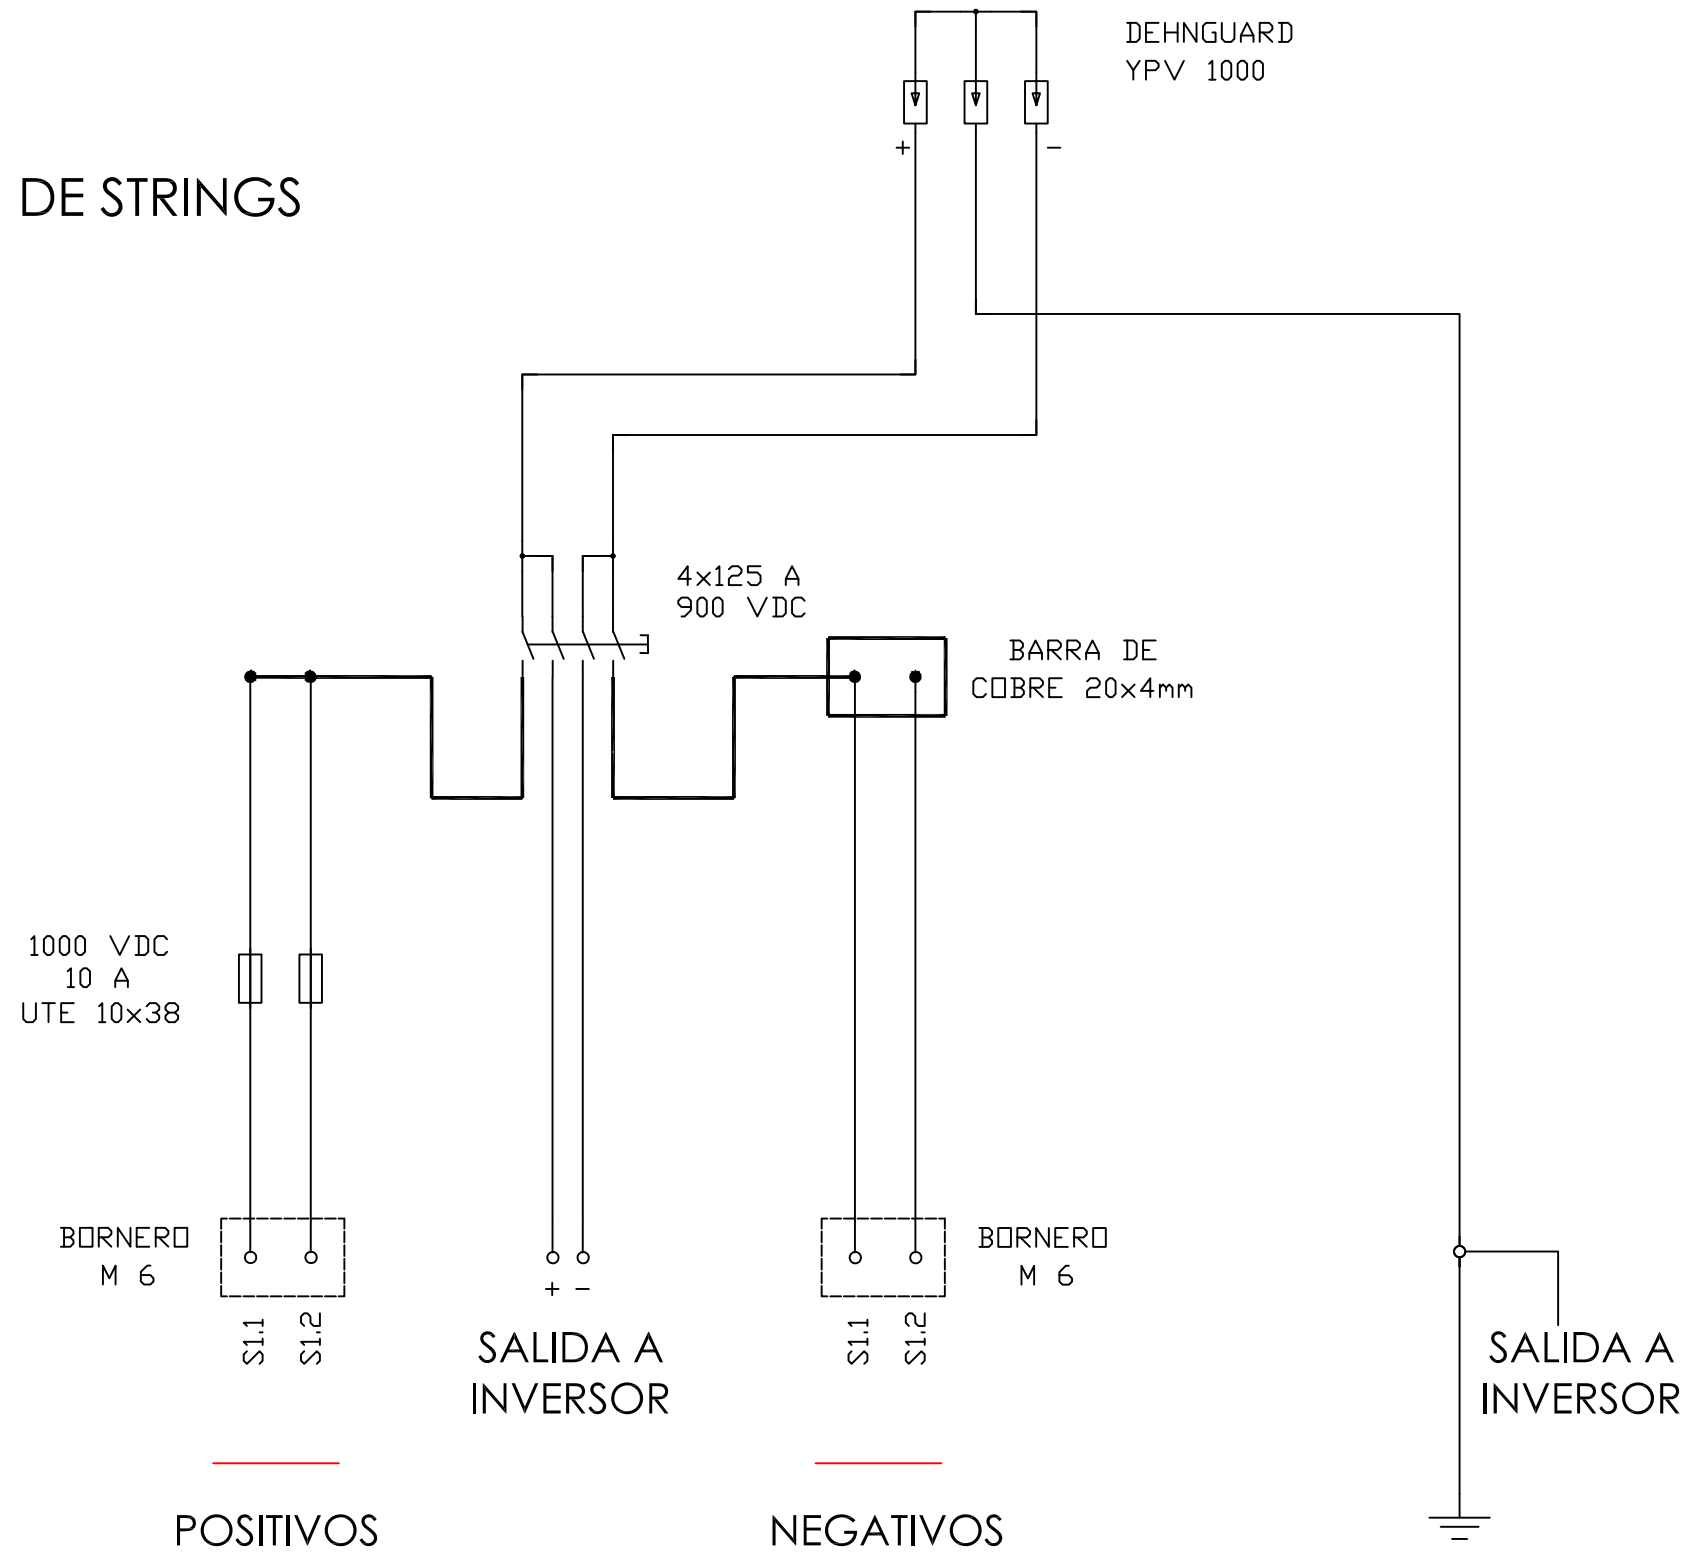 DEHNGUARD
YPV 1000
+
−
DE STRINGS
4x125 A
900 VDC
BARRA DE
COBRE 20x4mm
1000 VDC
10 A
UTE 10x38
BORNERO
M 6
S1.1
S1.2
+ −
SALIDA A
INVERSOR
BORNERO
M 6
S1.1
S1.2
SALIDA A
INVERSOR
POSITIVOS
NEGATIVOS